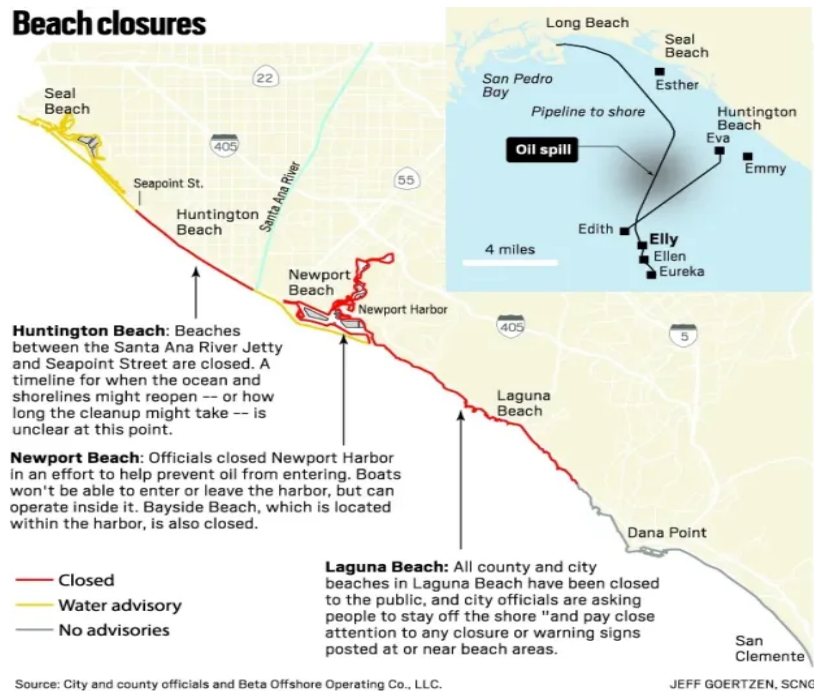 Beach closures
Long Beach
Seal
Beach
Esther
San Pedro
Bay
Pipeline to shore
Huntington
Beach
Eva
Emmy
Oil spill
Edith
Elly
Ellen
Eureka
4 miles
Seal
Beach
22
405
Seapoint St.
Huntington
Beach
Santa Ana River
55
Newport
Beach
Newport Harbor
405
5
Laguna
Beach
Dana Point
San
Clemente
Huntington Beach: Beaches
between the Santa Ana River Jetty
and Seapoint Street are closed. A
timeline for when the ocean and
shorelines might reopen -- or how
long the cleanup might take -- is
unclear at this point.
Newport Beach: Officials closed Newport Harbor
in an effort to help prevent oil from entering. Boats
won't be able to enter or leave the harbor, but can
operate inside it. Bayside Beach, which is located
within the harbor, is also closed.
Laguna Beach: All county and city
beaches in Laguna Beach have been closed
to the public, and city officials are asking
people to stay off the shore "and pay close
attention to any closure or warning signs
posted at or near beach areas.
Closed
Water advisory
No advisories
Source: City and county officials and Beta Offshore Operating Co., LLC.
JEFF GOERTZEN, SCNG